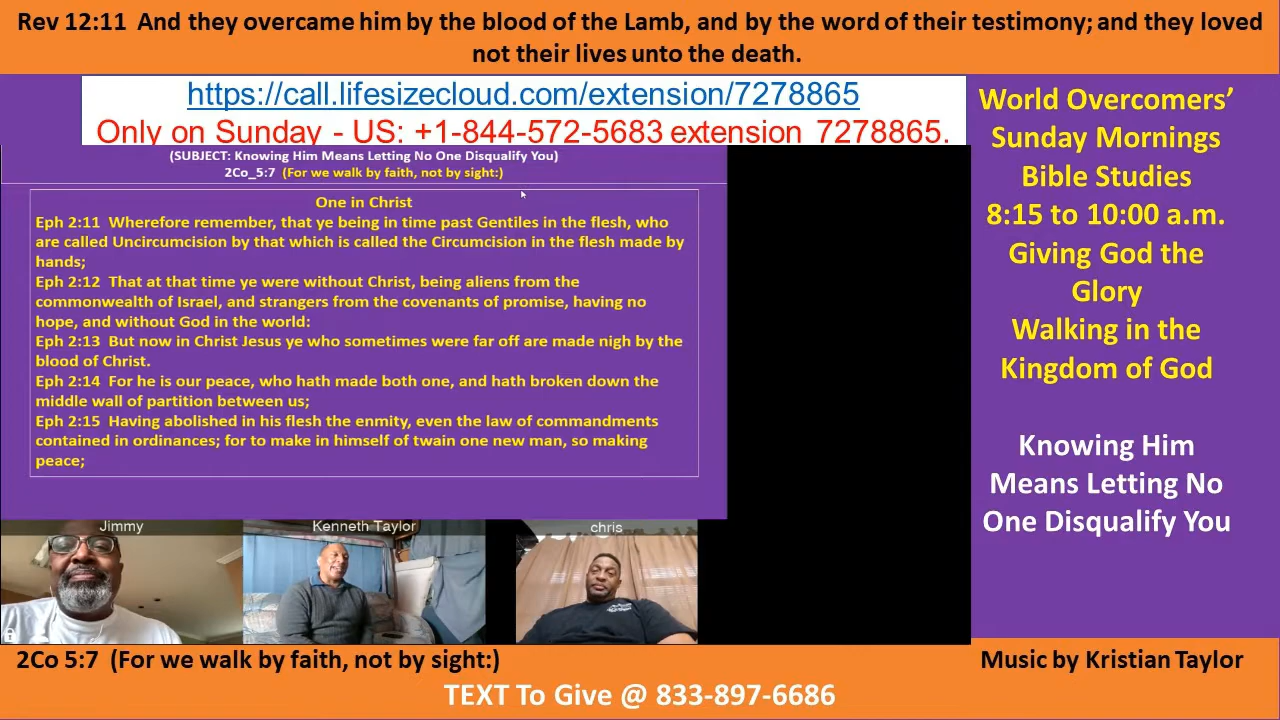 Rev 12:11  And they overcame him by the blood of the Lamb, and by the word of their testimony; and they loved
not their lives unto the death.
https://call.lifesizecloud.com/extension/7278865
Only on Sunday - US: +1-844-572-5683 extension  7278865.
(SUBJECT: Knowing Him Means Letting No One Disqualify You)
2Co_5:7  (For we walk by faith, not by sight:)
One in Christ
Eph 2:11  Wherefore remember, that ye being in time past Gentiles in the flesh, who
are called Uncircumcision by that which is called the Circumcision in the flesh made by
hands;
Eph 2:12  That at that time ye were without Christ, being aliens from the
commonwealth of Israel, and strangers from the covenants of promise, having no
hope, and without God in the world:
Eph 2:13  But now in Christ Jesus ye who sometimes were far off are made nigh by the
blood of Christ.
Eph 2:14  For he is our peace, who hath made both one, and hath broken down the
middle wall of partition between us;
Eph 2:15  Having abolished in his flesh the enmity, even the law of commandments
contained in ordinances; for to make in himself of twain one new man, so making
peace;
Jimmy
Kenneth Taylor
chris
World Overcomers’
Sunday Mornings
Bible Studies
8:15 to 10:00 a.m.
Giving God the
Glory
Walking in the
Kingdom of God
Knowing Him
Means Letting No
One Disqualify You
2Co 5:7  (For we walk by faith, not by sight:)
Music by Kristian Taylor
TEXT To Give @ 833-897-6686